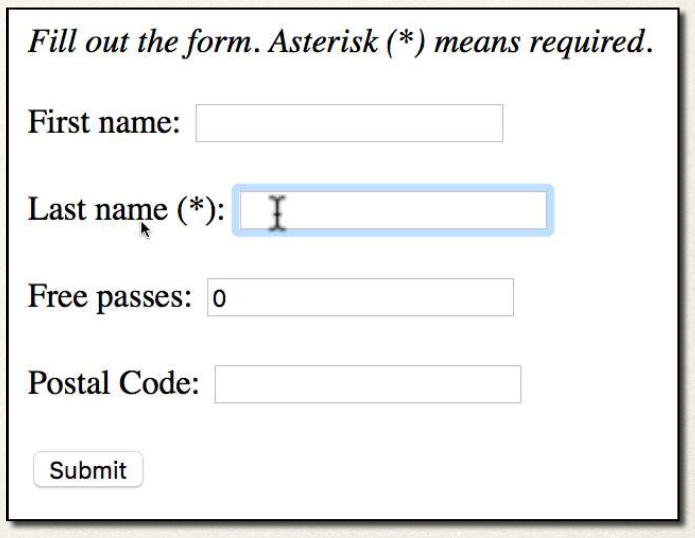 Fill out the form. Asterisk (*) means required.
First name:
Last name (*):
Free passes: 0
Postal Code:
Submit